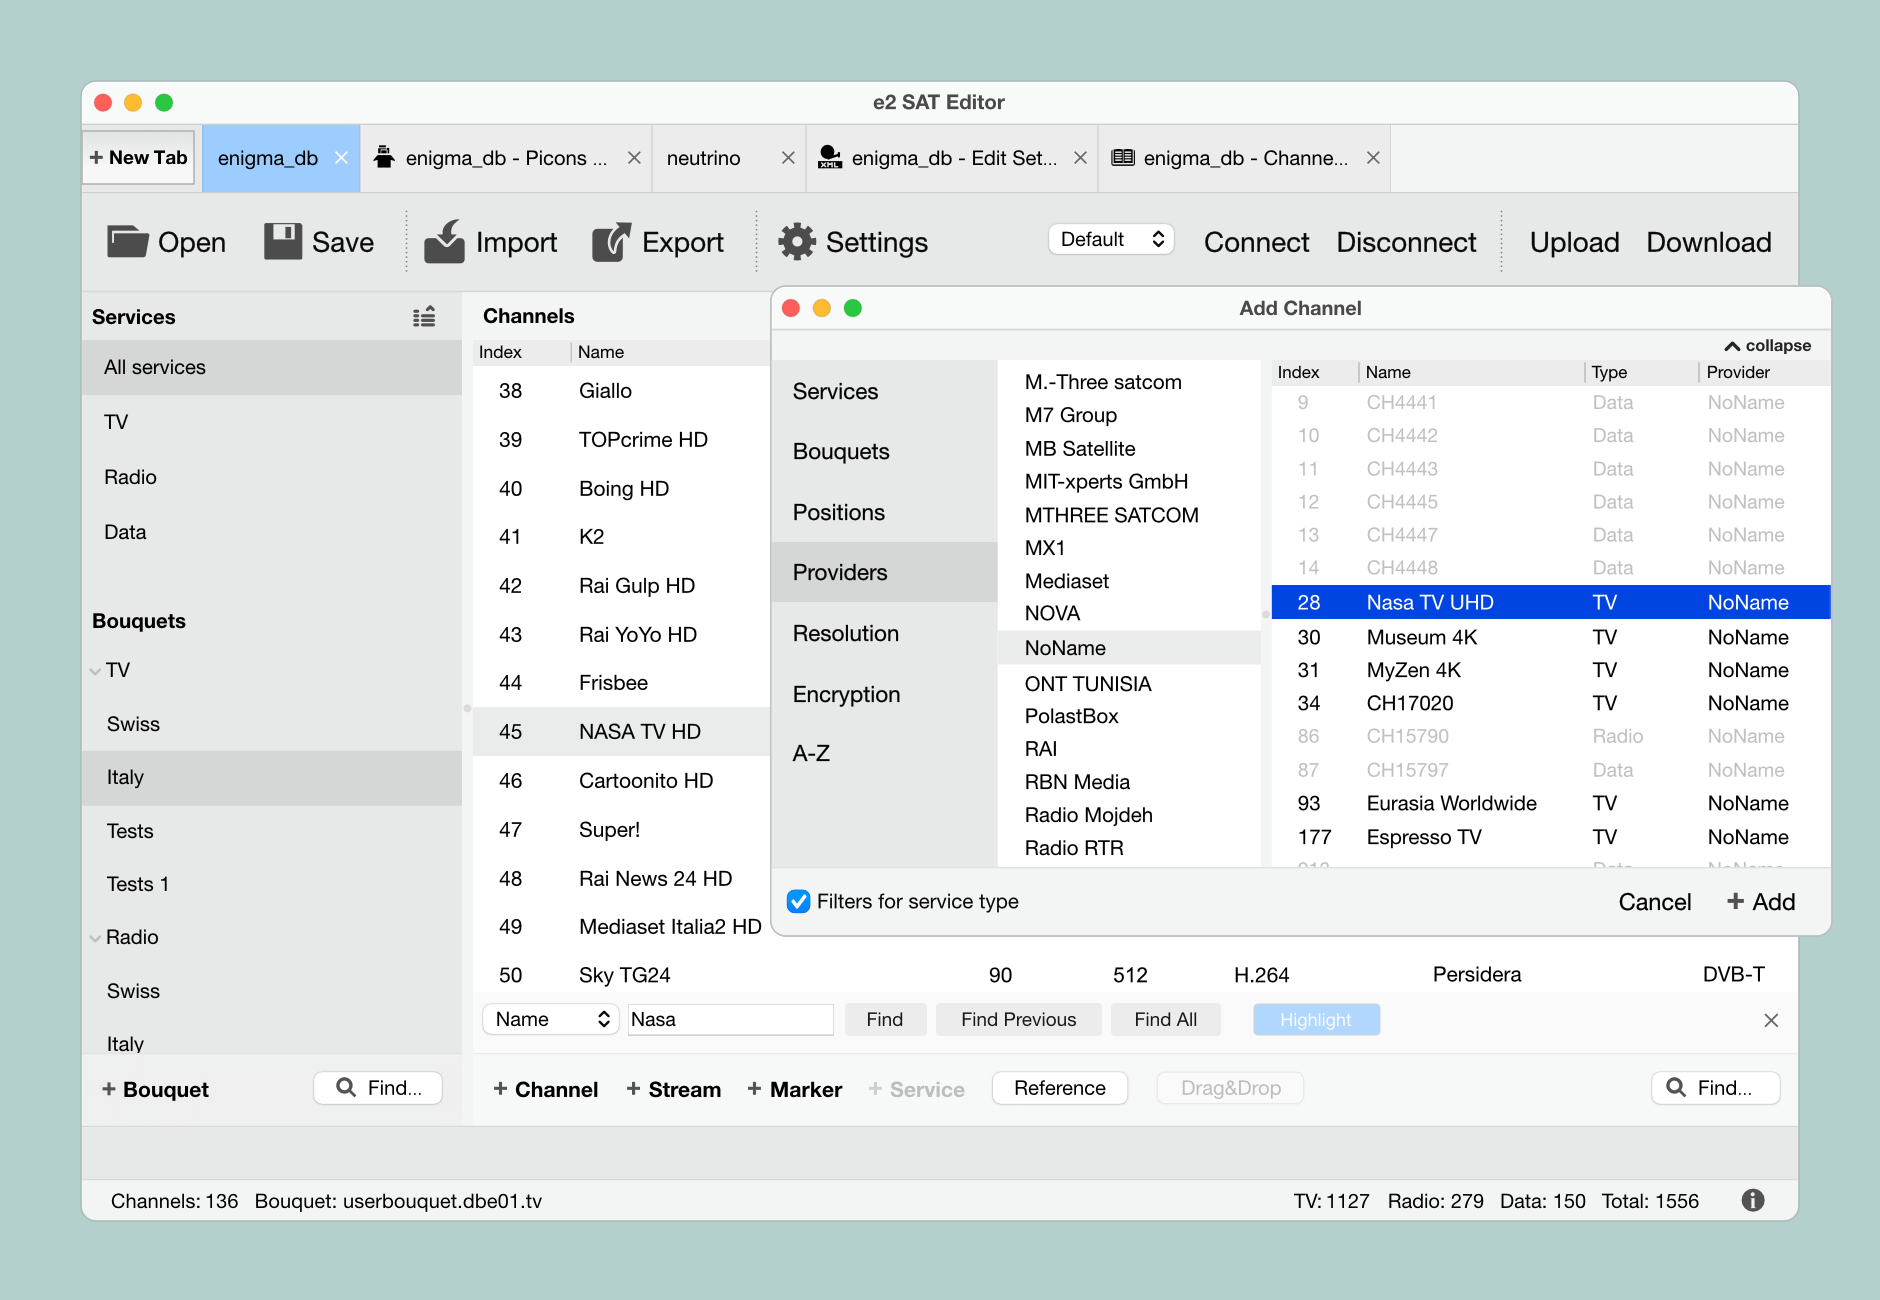 e2 SAT Editor
+ New Tab
enigma_db
enigma_db - Picons ...
neutrino
XML
enigma_db - Edit Set...
enigma_db - Channe...
Open
Save
Import
Export
Settings
Default
Connect
Disconnect
Upload
Download
Services
All services
TV
Radio
Data
Bouquets
TV
Swiss
Italy
Tests
Tests 1
Radio
Swiss
Italy
+ Bouquet
Find...
Channels
Index Name
38 Giallo
39 TOPcrime HD
40 Boing HD
41 K2
42 Rai Gulp HD
43 Rai YoYo HD
44 Frisbee
45 NASA TV HD
46 Cartoonito HD
47 Super!
48 Rai News 24 HD
49 Mediaset Italia2 HD
50 Sky TG24 90 512 H.264 Persidera DVB-T
Name
Nasa
Find
Find Previous
Find All
Highlight
+ Channel
+ Stream
+ Marker
+ Service
Reference
Drag&Drop
Find...
Add Channel
collapse
Services
Bouquets
Positions
Providers
Resolution
Encryption
A-Z
M.-Three satcom
M7 Group
MB Satellite
MIT-xperts GmbH
MTHREE SATCOM
MX1
Mediaset
NOVA
NoName
ONT TUNISIA
PolastBox
RAI
RBN Media
Radio Mojdeh
Radio RTR
Index Name Type Provider
9 CH4441 Data NoName
10 CH4442 Data NoName
11 CH4443 Data NoName
12 CH4445 Data NoName
13 CH4447 Data NoName
14 CH4448 Data NoName
28 Nasa TV UHD TV NoName
30 Museum 4K TV NoName
31 MyZen 4K TV NoName
34 CH17020 TV NoName
86 CH15790 Radio NoName
87 CH15797 Data NoName
93 Eurasia Worldwide TV NoName
177 Espresso TV TV NoName
Data NoName
Filters for service type
Cancel
+ Add
Channels: 136 Bouquet: userbouquet.dbe01.tv
TV: 1127 Radio: 279 Data: 150 Total: 1556